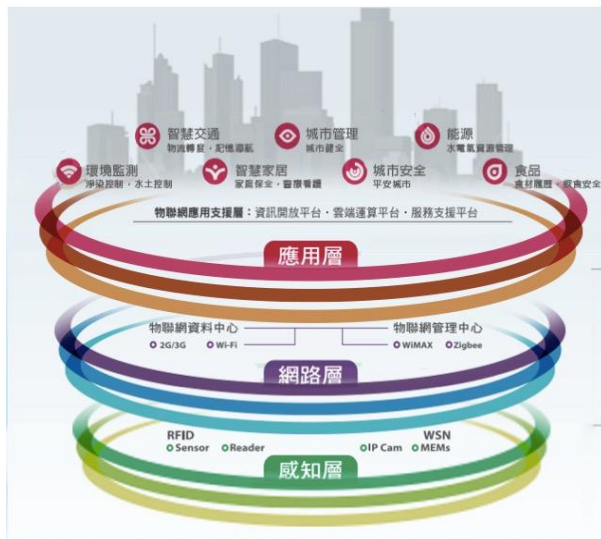 智慧交通
物流轉運・記憶導航
城市管理
城市健全
能源
水電氣資源管理
環境監測
淨染控制・水土控制
智慧家居
家庭保全・醫療看護
城市安全
平安城市
食品
食材履歷・飲食安全
物聯網應用支援層:資訊開放平台・雲端運算平台・服務支援平台
應用層
物聯網資料中心
2G/3G Wi-Fi
物聯網管理中心
WiMAX Zigbee
網路層
RFID
Sensor Reader
WSN
IP Cam MEMs
感知層